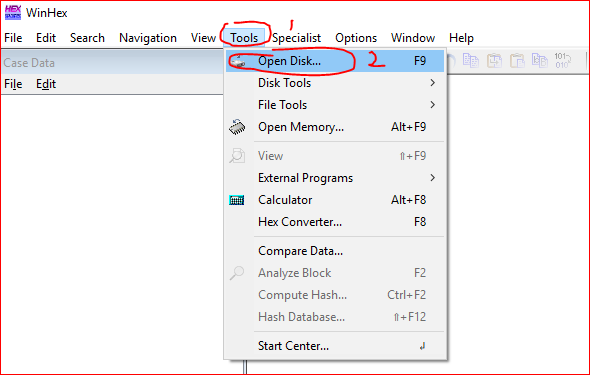 HEX
WinHex
File Edit Search Navigation View Tools Specialist Options Window Help
1
Case Data
File Edit
Open Disk... F9
2
Disk Tools
File Tools
Open Memory... Alt+F9
View ⇧+F9
External Programs
Calculator Alt+F8
Hex Converter... F8
Compare Data...
Analyze Block F2
Compute Hash... Ctrl+F2
Hash Database... ⇧+F12
Start Center... ↲
101
010